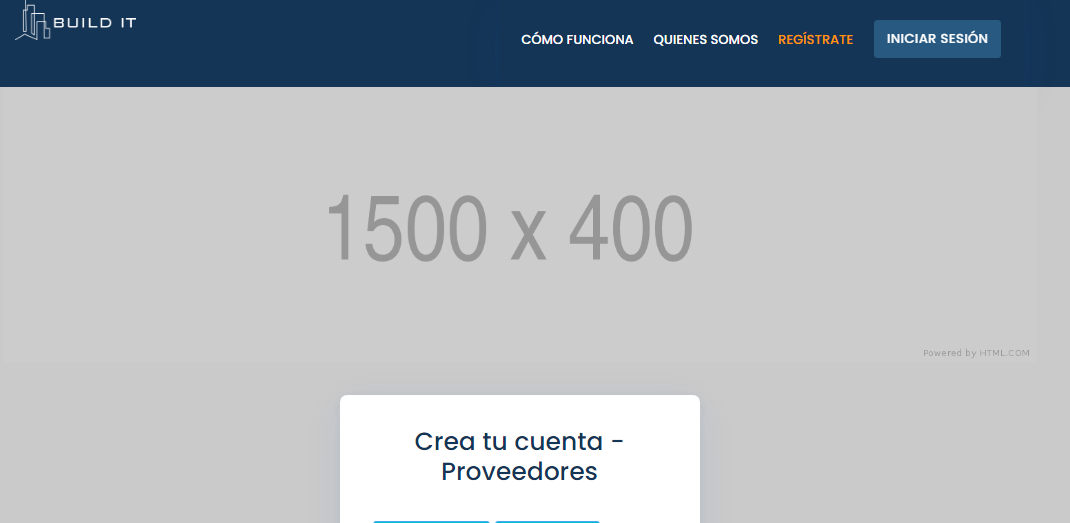 BUILD IT
CÓMO FUNCIONA QUIENES SOMOS REGÍSTRATE INICIAR SESIÓN
1500 x 400
Powered by HTML.COM
Crea tu cuenta -
Proveedores